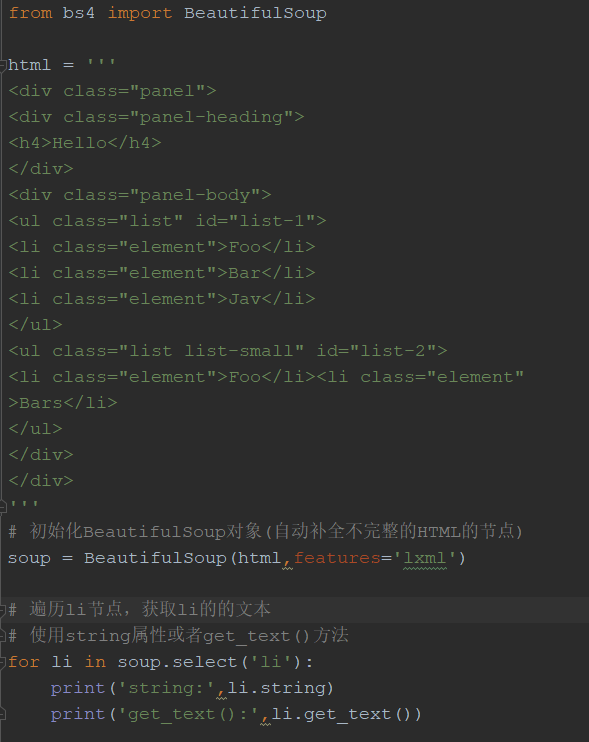 from bs4 import BeautifulSoup
html = '''
<div class="panel">
<div class="panel-heading">
<h4>Hello</h4>
</div>
<div class="panel-body">
<ul class="list" id="list-1">
<li class="element">Foo</li>
<li class="element">Bar</li>
<li class="element">Jav</li>
</ul>
<ul class="list list-small" id="list-2">
<li class="element">Foo</li><li class="element"
>Bars</li>
</ul>
</div>
</div>
'''
# 初始化BeautifulSoup对象(自动补全不完整的HTML的节点)
soup = BeautifulSoup(html,features='lxml')
# 遍历li节点，获取li的的文本
# 使用string属性或者get_text()方法
for li in soup.select('li'):
    print('string:',li.string)
    print('get_text():',li.get_text())